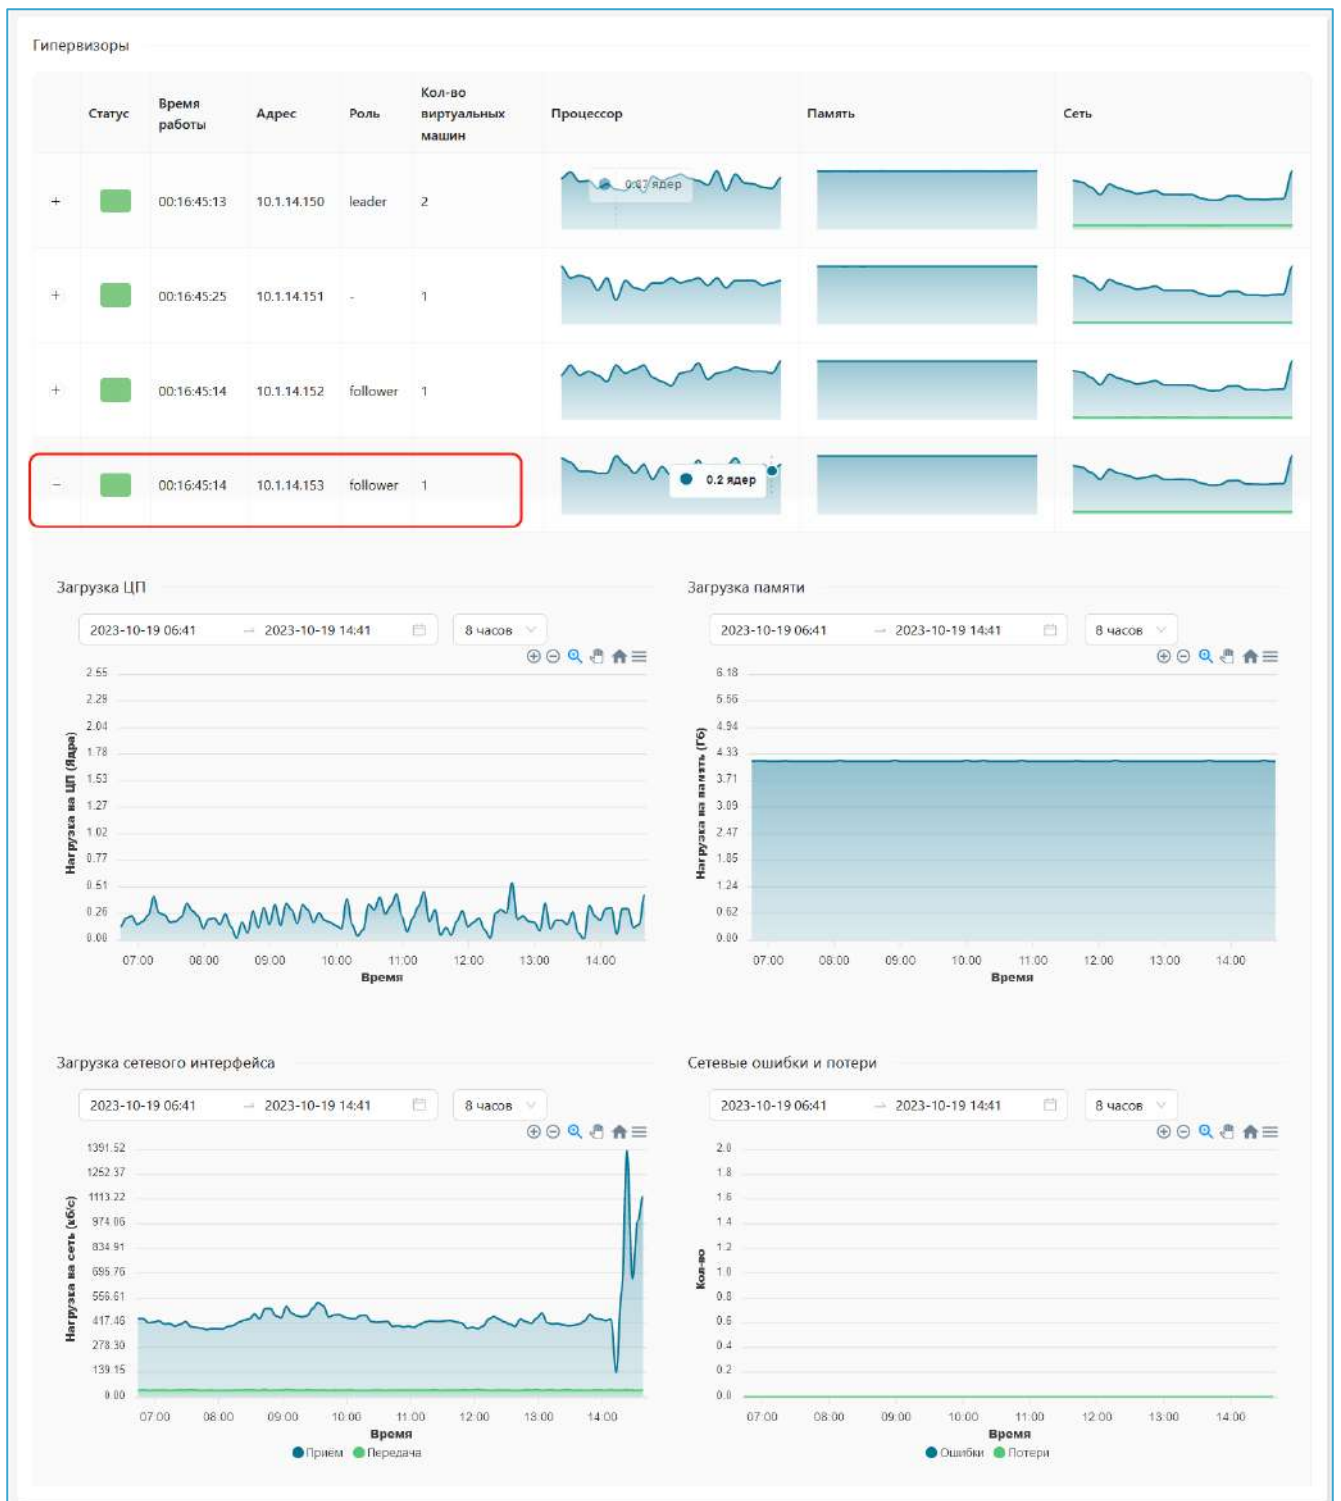 Гипервизоры
Статус Время работы Адрес Роль Кол-во виртуальных машин Процессор Память Сеть
+ 00:16:45:13 10.1.14.150 leader 2 0.07 ядер
+ 00:16:45:25 10.1.14.151 - 1
+ 00:16:45:14 10.1.14.152 follower 1
− 00:16:45:14 10.1.14.153 follower 1 0.2 ядер
Загрузка ЦП
2023-10-19 06:41 → 2023-10-19 14:41 8 часов
2.55
2.29
2.04
1.78
1.53
1.27
1.02
0.77
0.51
0.26
0.00
Нагрузка на ЦП (Ядра)
07:00 08:00 09:00 10:00 11:00 12:00 13:00 14:00
Время
Загрузка памяти
2023-10-19 06:41 → 2023-10-19 14:41 8 часов
6.18
5.56
4.94
4.33
3.71
3.09
2.47
1.85
1.24
0.62
0.00
Нагрузка на память (Гб)
07:00 08:00 09:00 10:00 11:00 12:00 13:00 14:00
Время
Загрузка сетевого интерфейса
2023-10-19 06:41 → 2023-10-19 14:41 8 часов
1391.52
1252.37
1113.22
974.06
834.91
695.76
556.61
417.46
278.30
139.15
0.00
Нагрузка на сеть (кб/с)
07:00 08:00 09:00 10:00 11:00 12:00 13:00 14:00
Время
Прием Передача
Сетевые ошибки и потери
2023-10-19 06:41 → 2023-10-19 14:41 8 часов
2.0
1.8
1.6
1.4
1.2
1.0
0.8
0.6
0.4
0.2
0.0
Кол-во
07:00 08:00 09:00 10:00 11:00 12:00 13:00 14:00
Время
Ошибки Потери